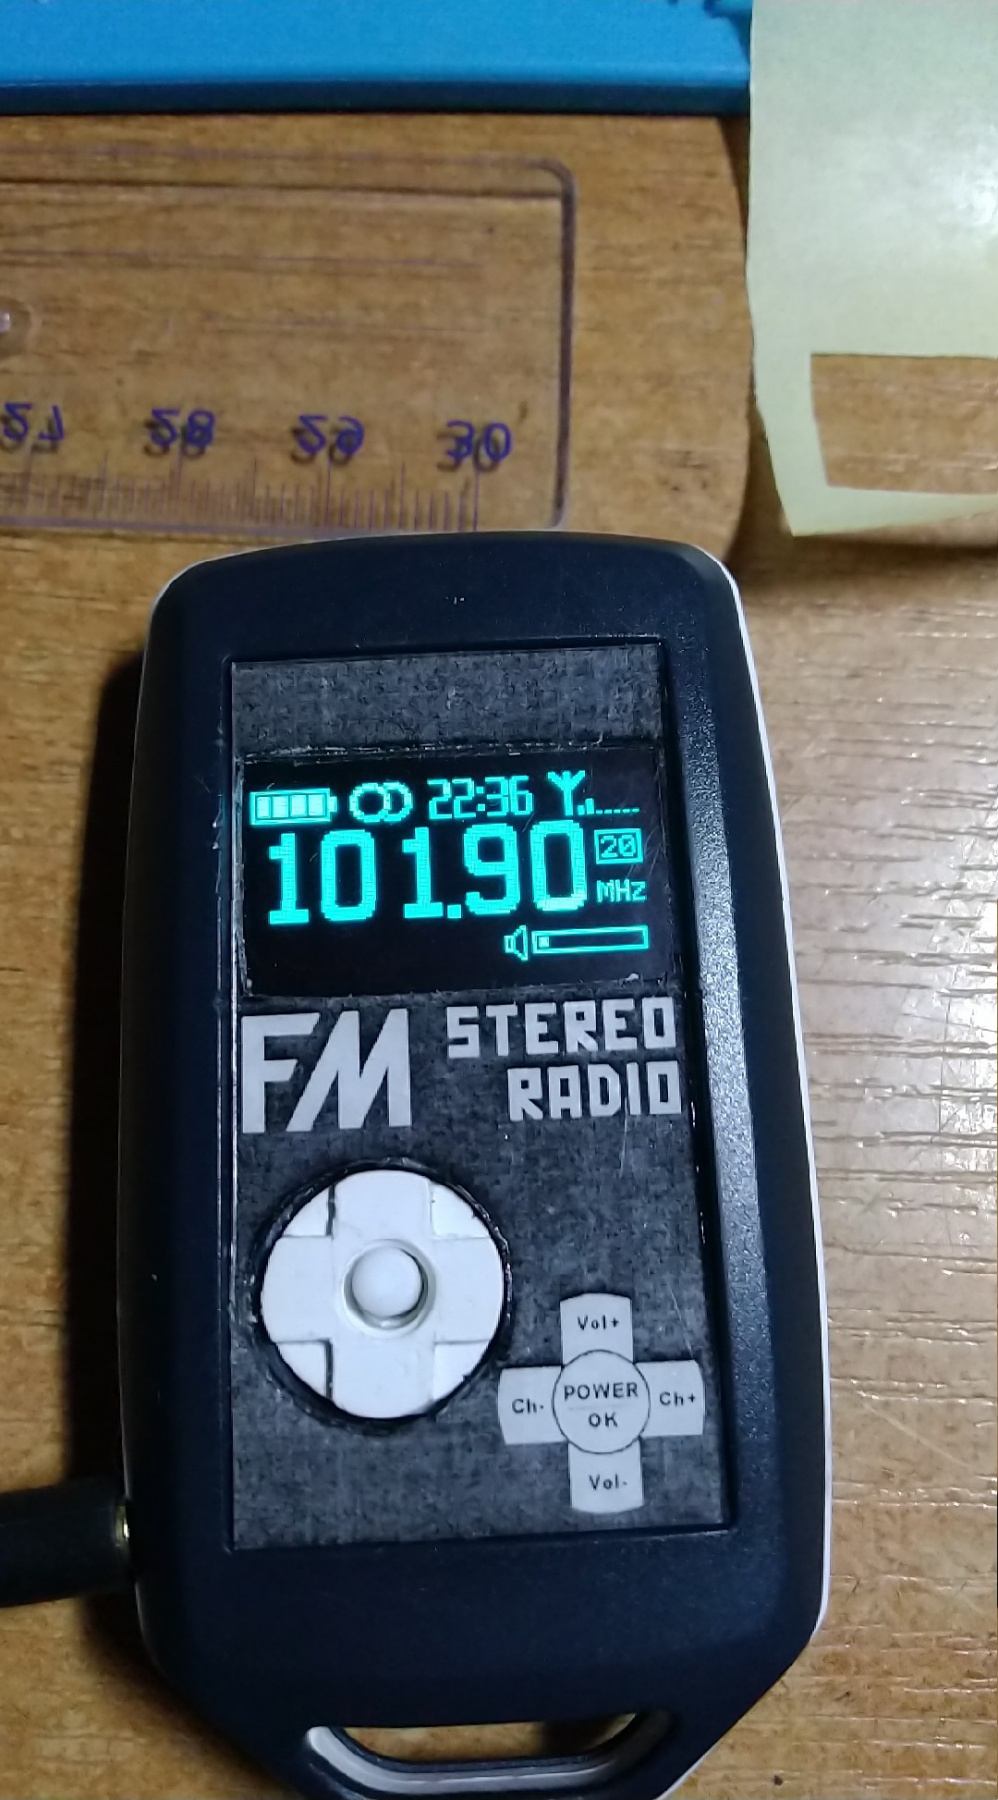 27 28 29 30
22:36
101.90
20
MHz
FM
STEREO
RADIO
Vol+
Ch-
POWER
OK
Ch+
Vol-